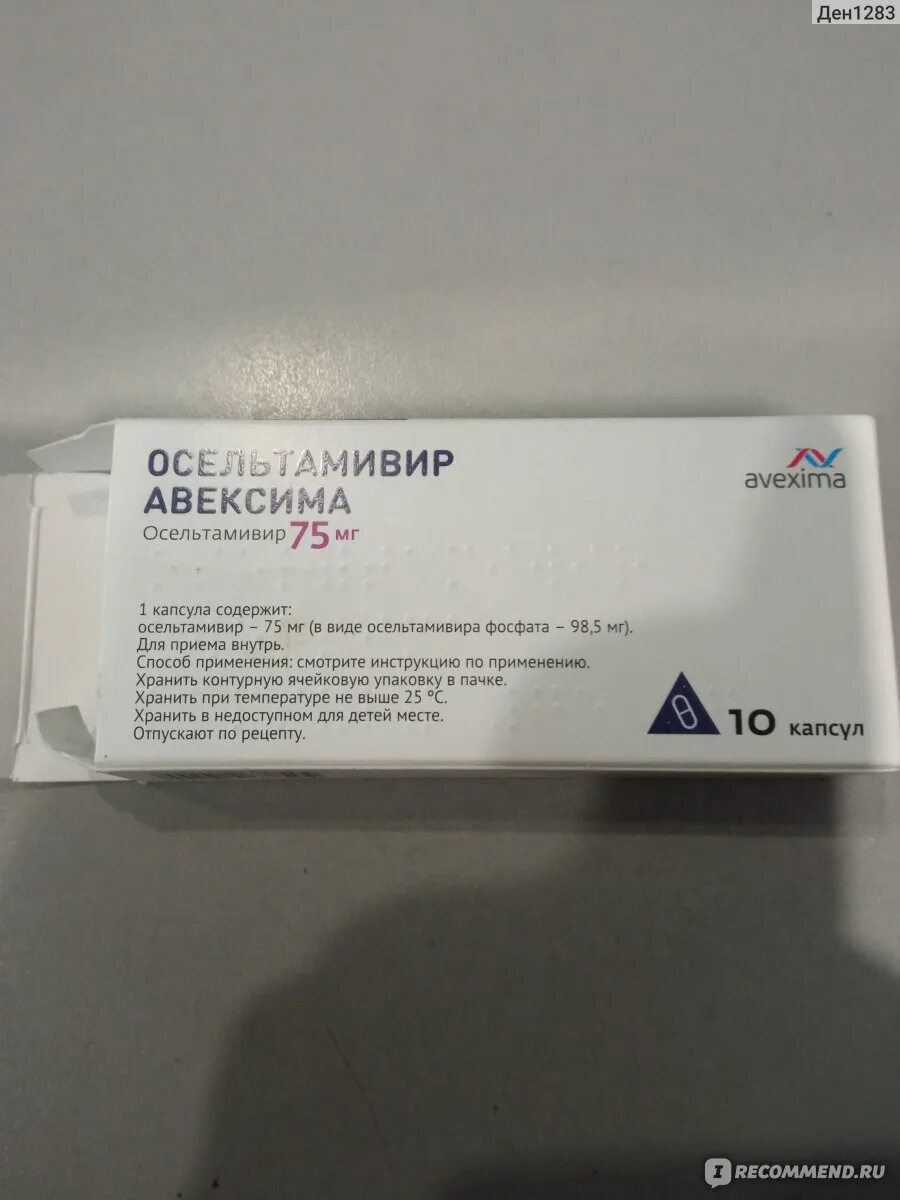 Ден1283
ОСЕЛЬТАМИВИР
АВЕКСИМА
Осельтамивир 75 мг
avexima
1 капсула содержит:
осельтамивир – 75 мг (в виде осельтамивира фосфата – 98,5 мг).
Для приема внутрь.
Способ применения: смотрите инструкцию по применению.
Хранить контурную ячейковую упаковку в пачке.
Хранить при температуре не выше 25 °С.
Хранить в недоступном для детей месте.
Отпускают по рецепту.
10 капсул
IRECOMMEND.RU